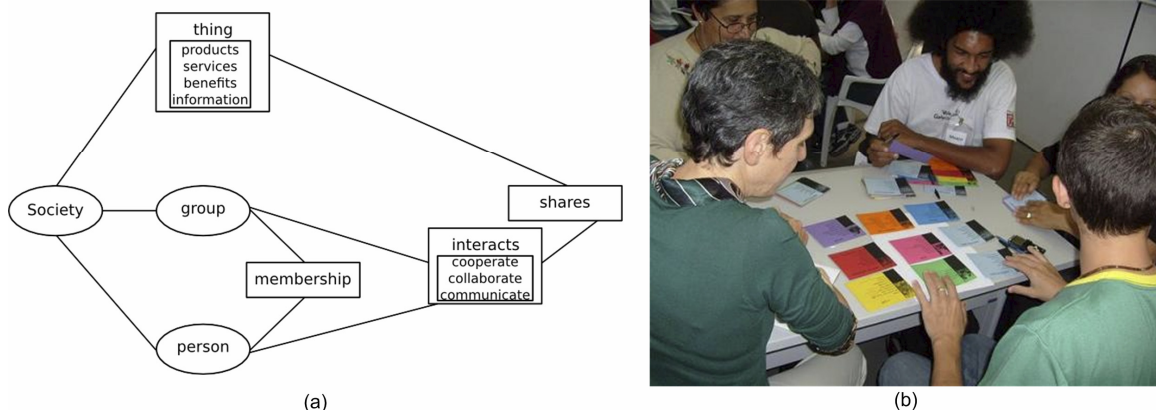 thing
products
services
benefits
information
Society
group
shares
interacts
cooperate
collaborate
communicate
membership
person
(a)
(b)